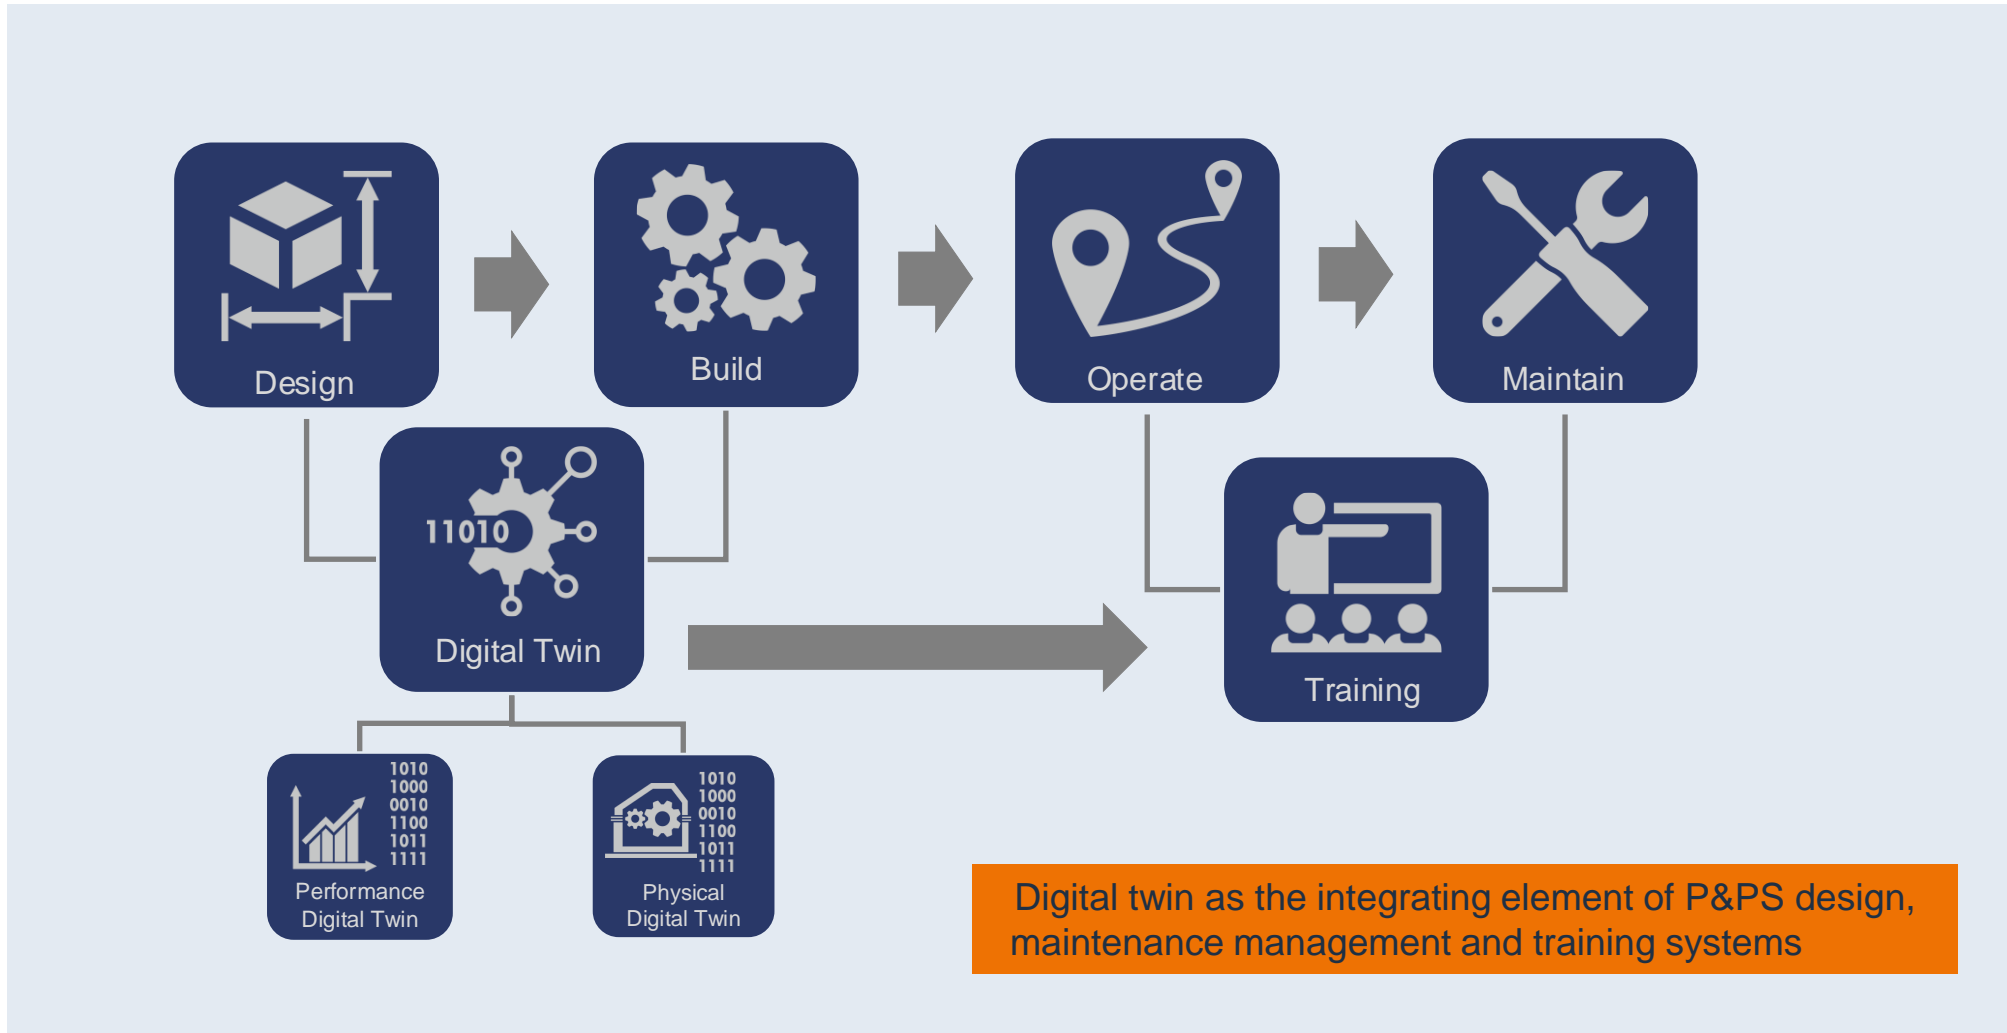 Design
Build
Operate
Maintain
11010
Digital Twin
Training
1010
1000
0010
1100
1011
1111
Performance
Digital Twin
1010
1000
0010
1100
1011
1111
Physical
Digital Twin
Digital twin as the integrating element of P&PS design,
maintenance management and training systems